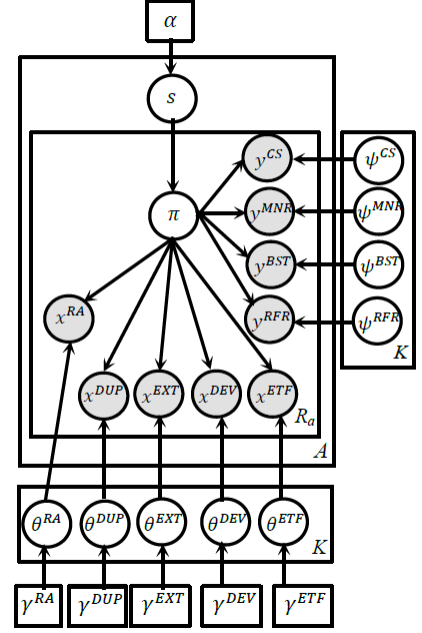 α
s
y^CS ψ^CS
π y^MNR ψ^MNR
y^BST ψ^BST
x^RA y^RFR ψ^RFR
K
x^DUP x^EXT x^DEV x^ETF
R_a
A
θ^RA θ^DUP θ^EXT θ^DEV θ^ETF
K
γ^RA γ^DUP γ^EXT γ^DEV γ^ETF